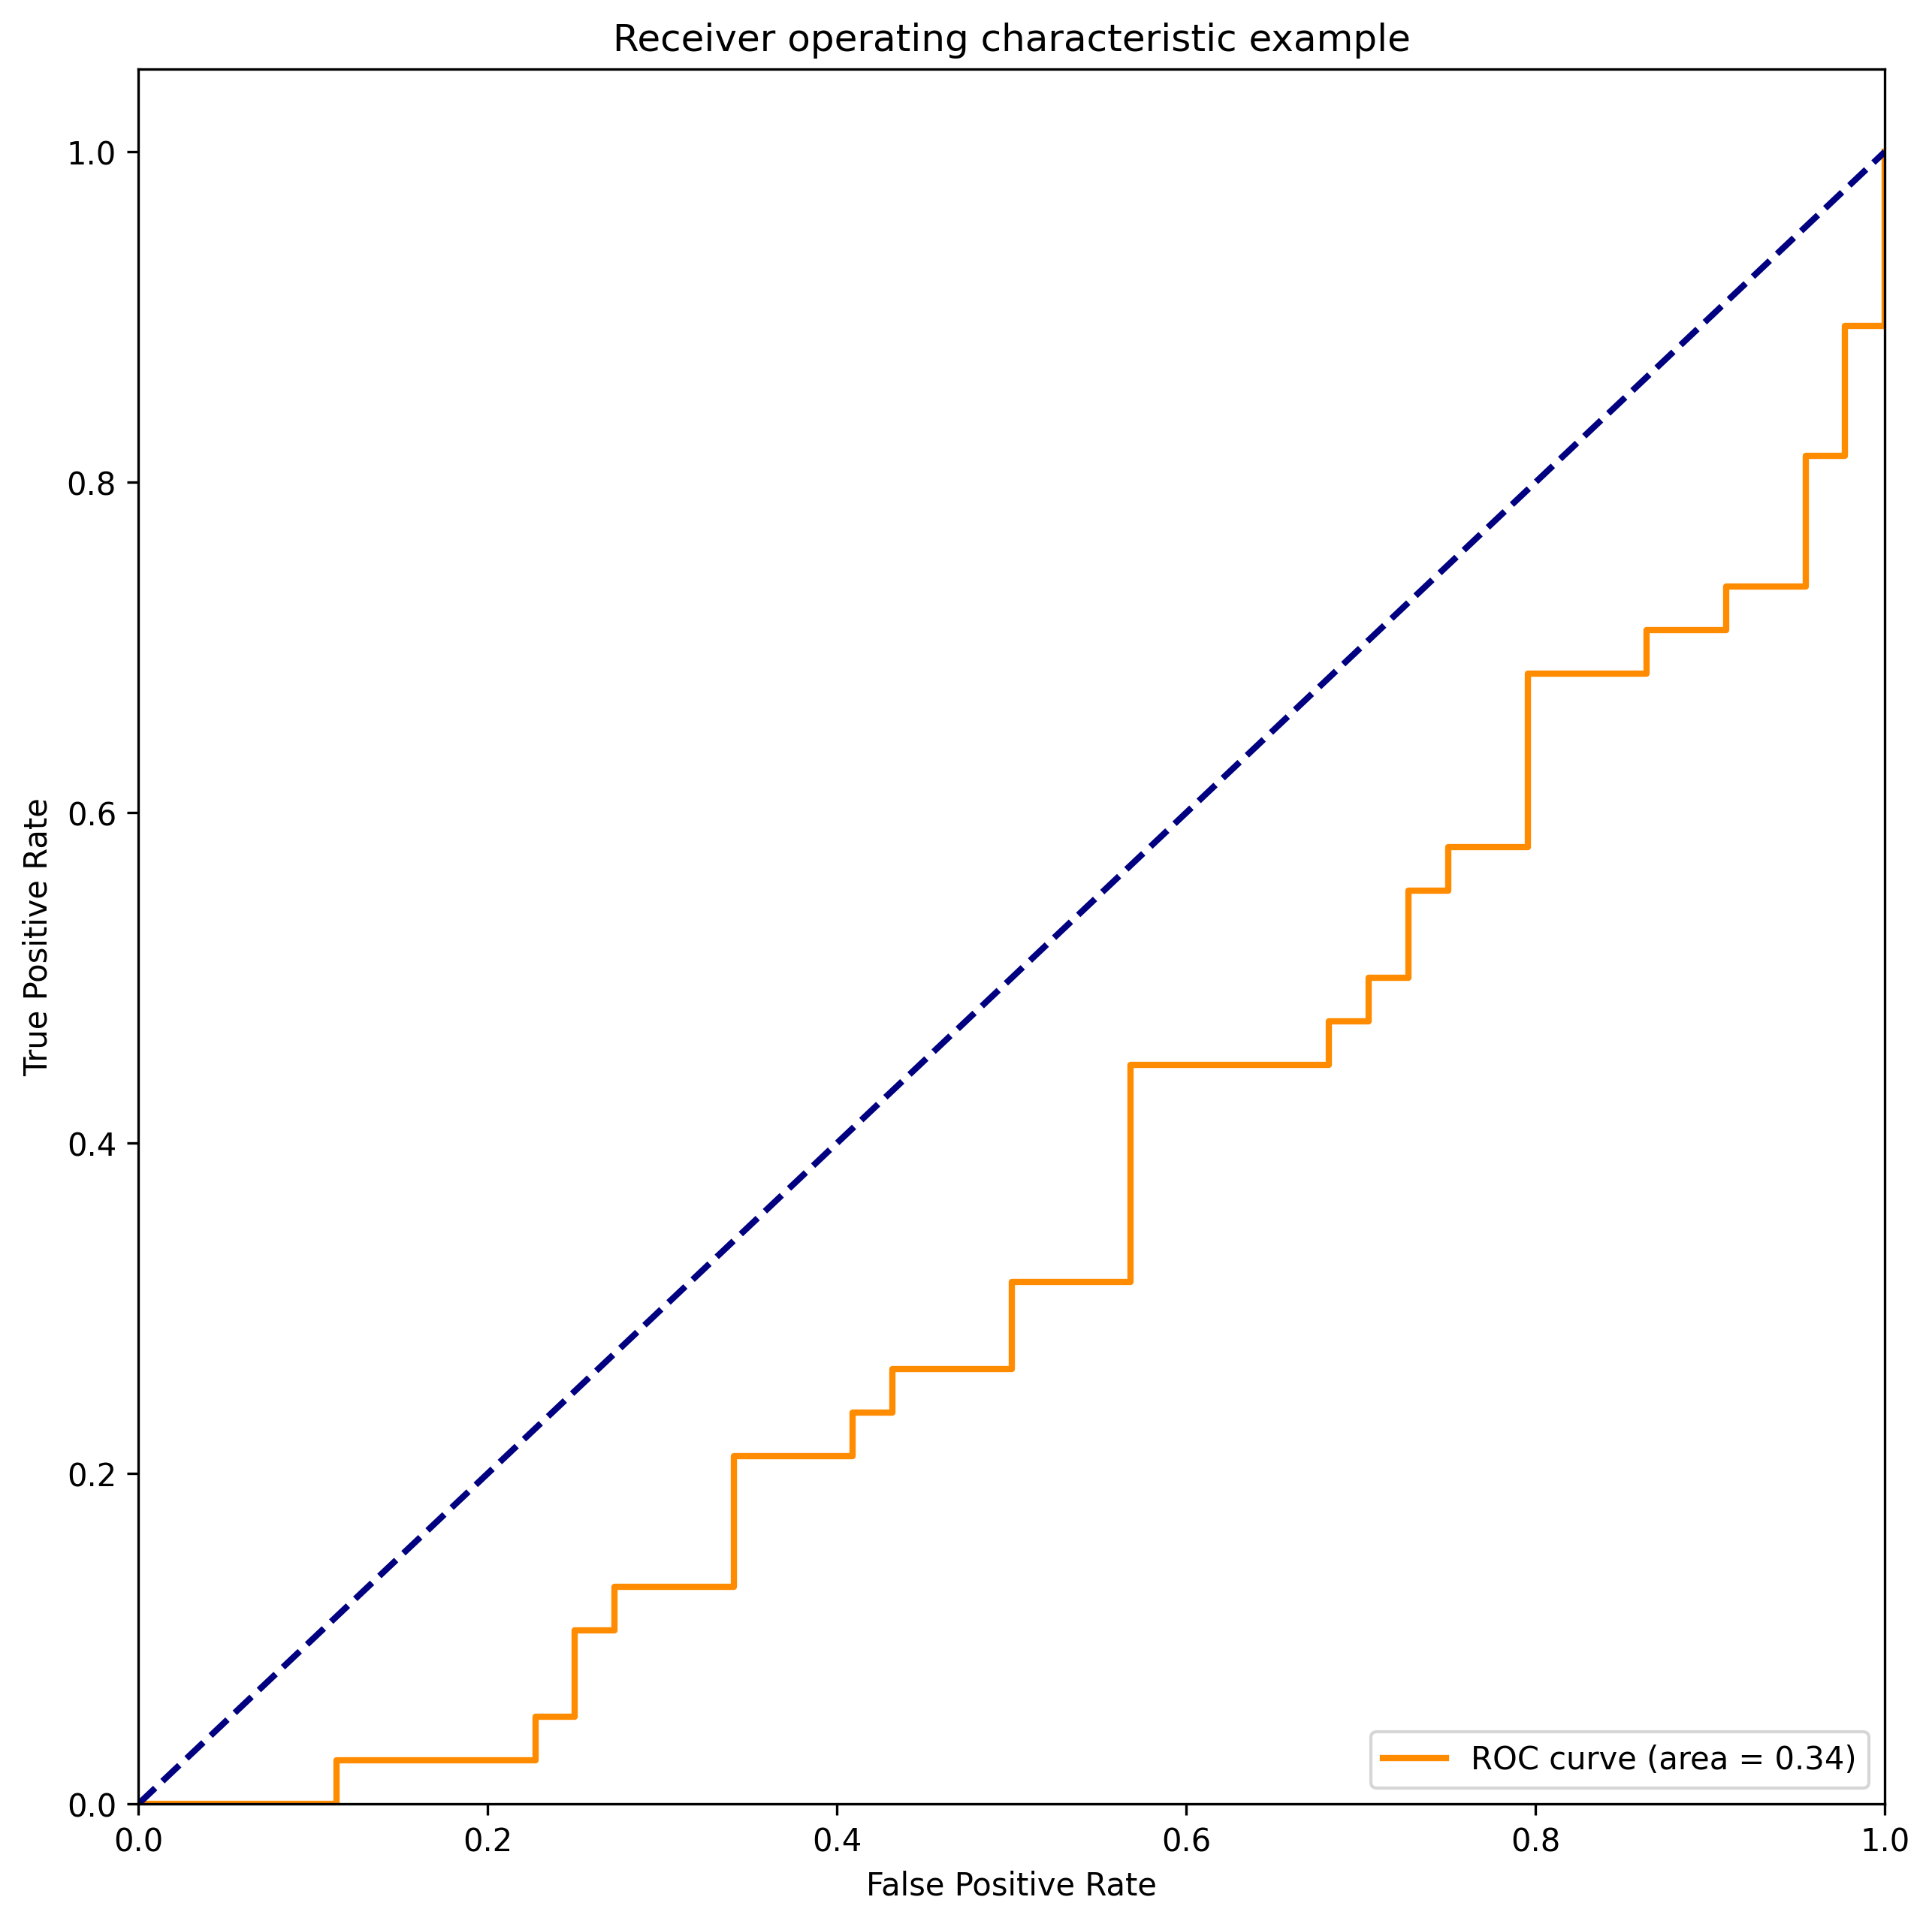 Receiver operating characteristic example
True Positive Rate
1.0
0.8
0.6
0.4
0.2
0.0
ROC curve (area = 0.34)
0.0 0.2 0.4 0.6 0.8 1.0
False Positive Rate